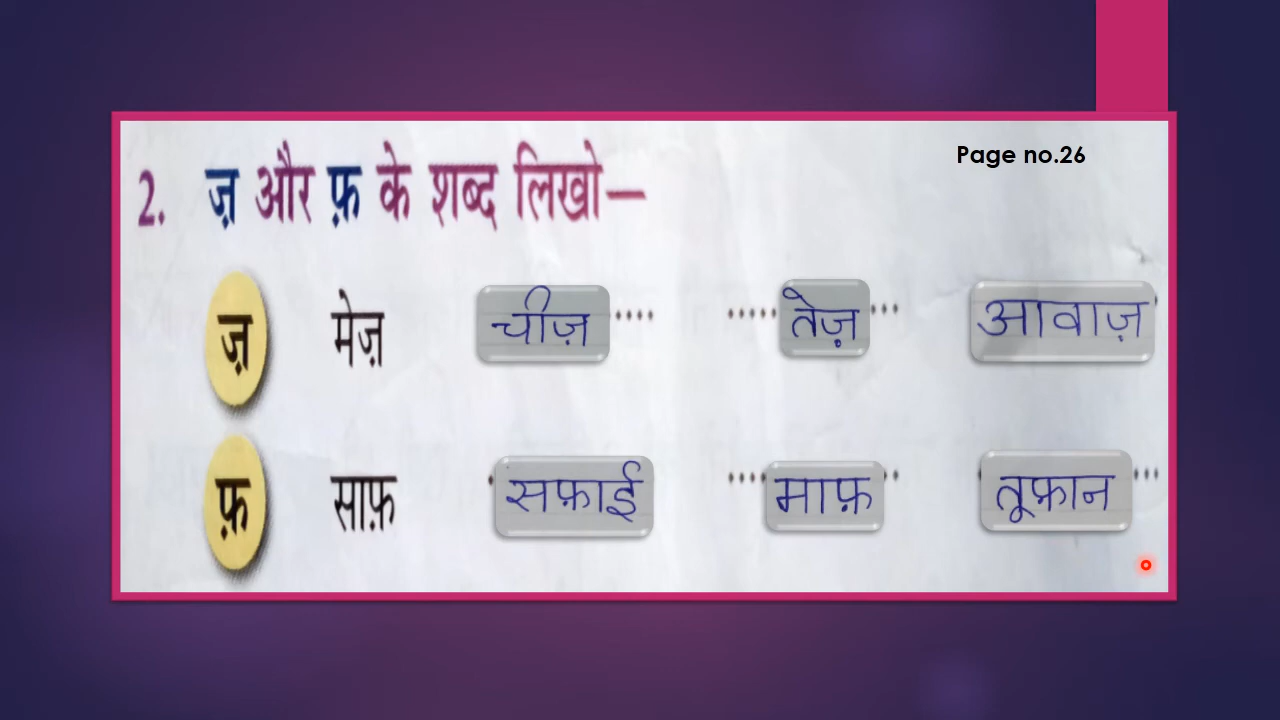 Page no.26
2. ज़ और फ़ के शब्द लिखो—
ज़ मेज़ चीज़ .... ..... तेज़ ... आवाज़
फ़ साफ़ सफ़ाई .... माफ़ .. तूफ़ान ...